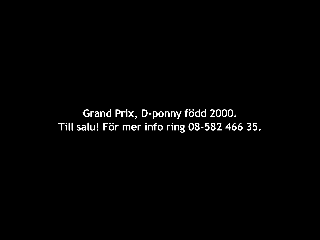 Grand Prix, D-ponny född 2000.
Till salu! För mer info ring 08-582 466 35.